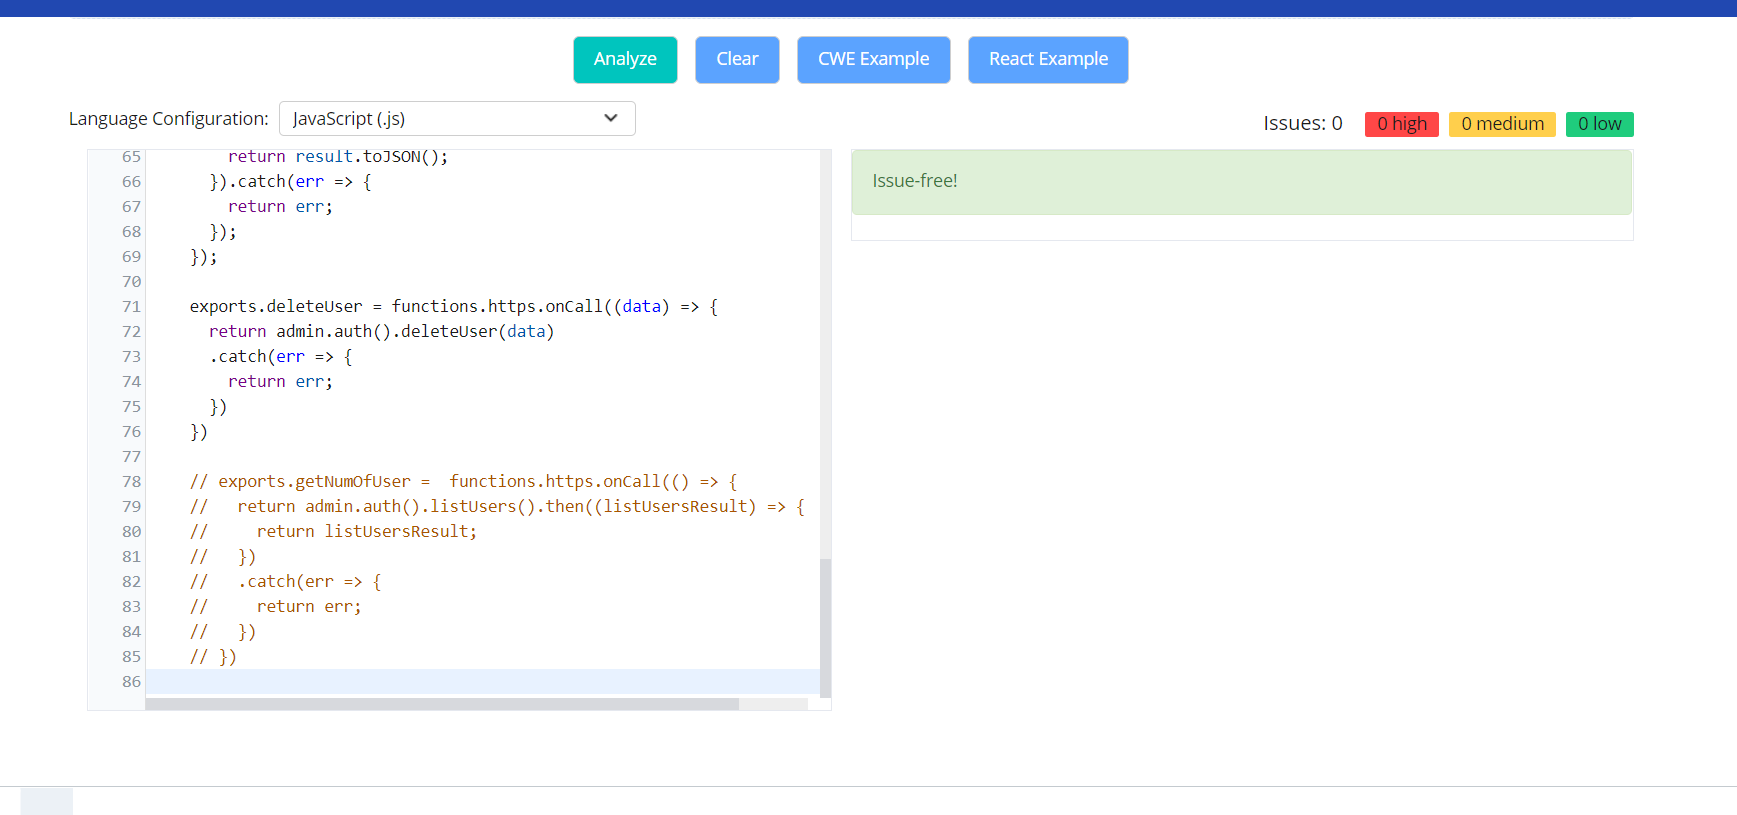 Analyze Clear CWE Example React Example
Language Configuration: JavaScript (.js)
Issues: 0 0 high 0 medium 0 low
65 return result.toJSON();
66 }).catch(err => {
67 return err;
68 });
69 });
70
71 exports.deleteUser = functions.https.onCall((data) => {
72 return admin.auth().deleteUser(data)
73 .catch(err => {
74 return err;
75 })
76 })
77
78 // exports.getNumOfUser =  functions.https.onCall(() => {
79 //   return admin.auth().listUsers().then((listUsersResult) => {
80 //     return listUsersResult;
81 //   })
82 //   .catch(err => {
83 //     return err;
84 //   })
85 // })
86
Issue-free!